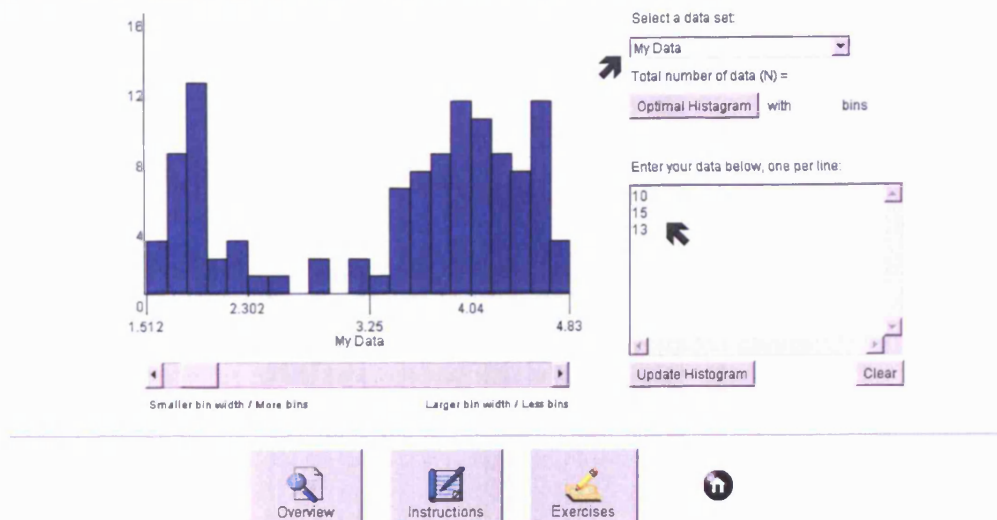 16
12
8
4
0
1.512
2.302
3.25
4.04
4.83
My Data
Smaller bin width / More bins
Larger bin width / Less bins
Select a data set:
My Data
Total number of data (N) =
Optimal Histagram with bins
Enter your data below, one per line:
10
15
13
Update Histogram
Clear
Overview
Instructions
Exercises